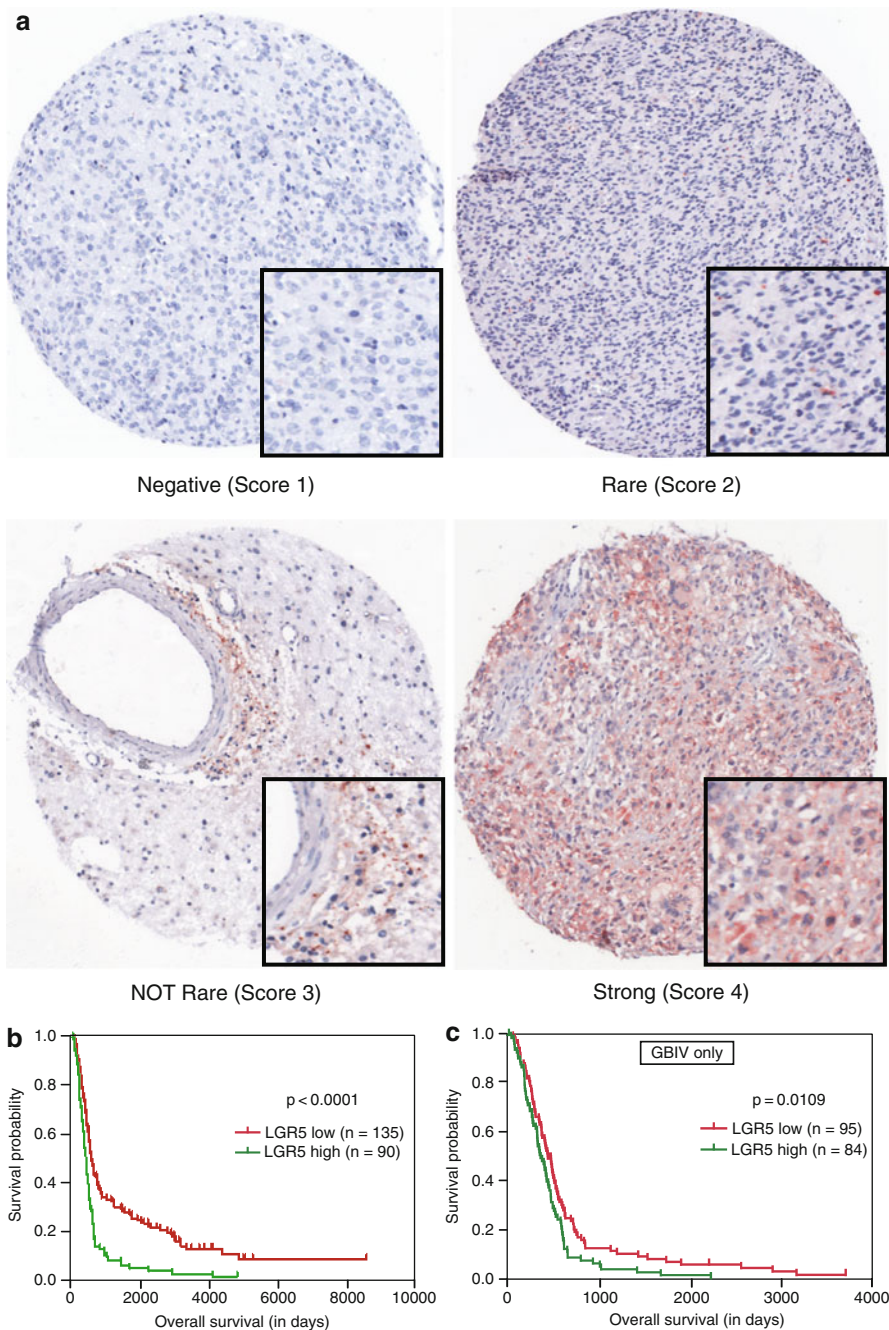 a
Negative (Score 1)
Rare (Score 2)
NOT Rare (Score 3)
Strong (Score 4)
b
1.0
0.8
0.6
0.4
0.2
0.0
Survival probability
p < 0.0001
LGR5 low (n = 135)
LGR5 high (n = 90)
0
2000
4000
6000
8000
10000
Overall survival (in days)
c
1.0
0.8
0.6
0.4
0.2
0.0
Survival probability
GBIV only
p = 0.0109
LGR5 low (n = 95)
LGR5 high (n = 84)
0
1000
2000
3000
4000
Overall survival (in days)